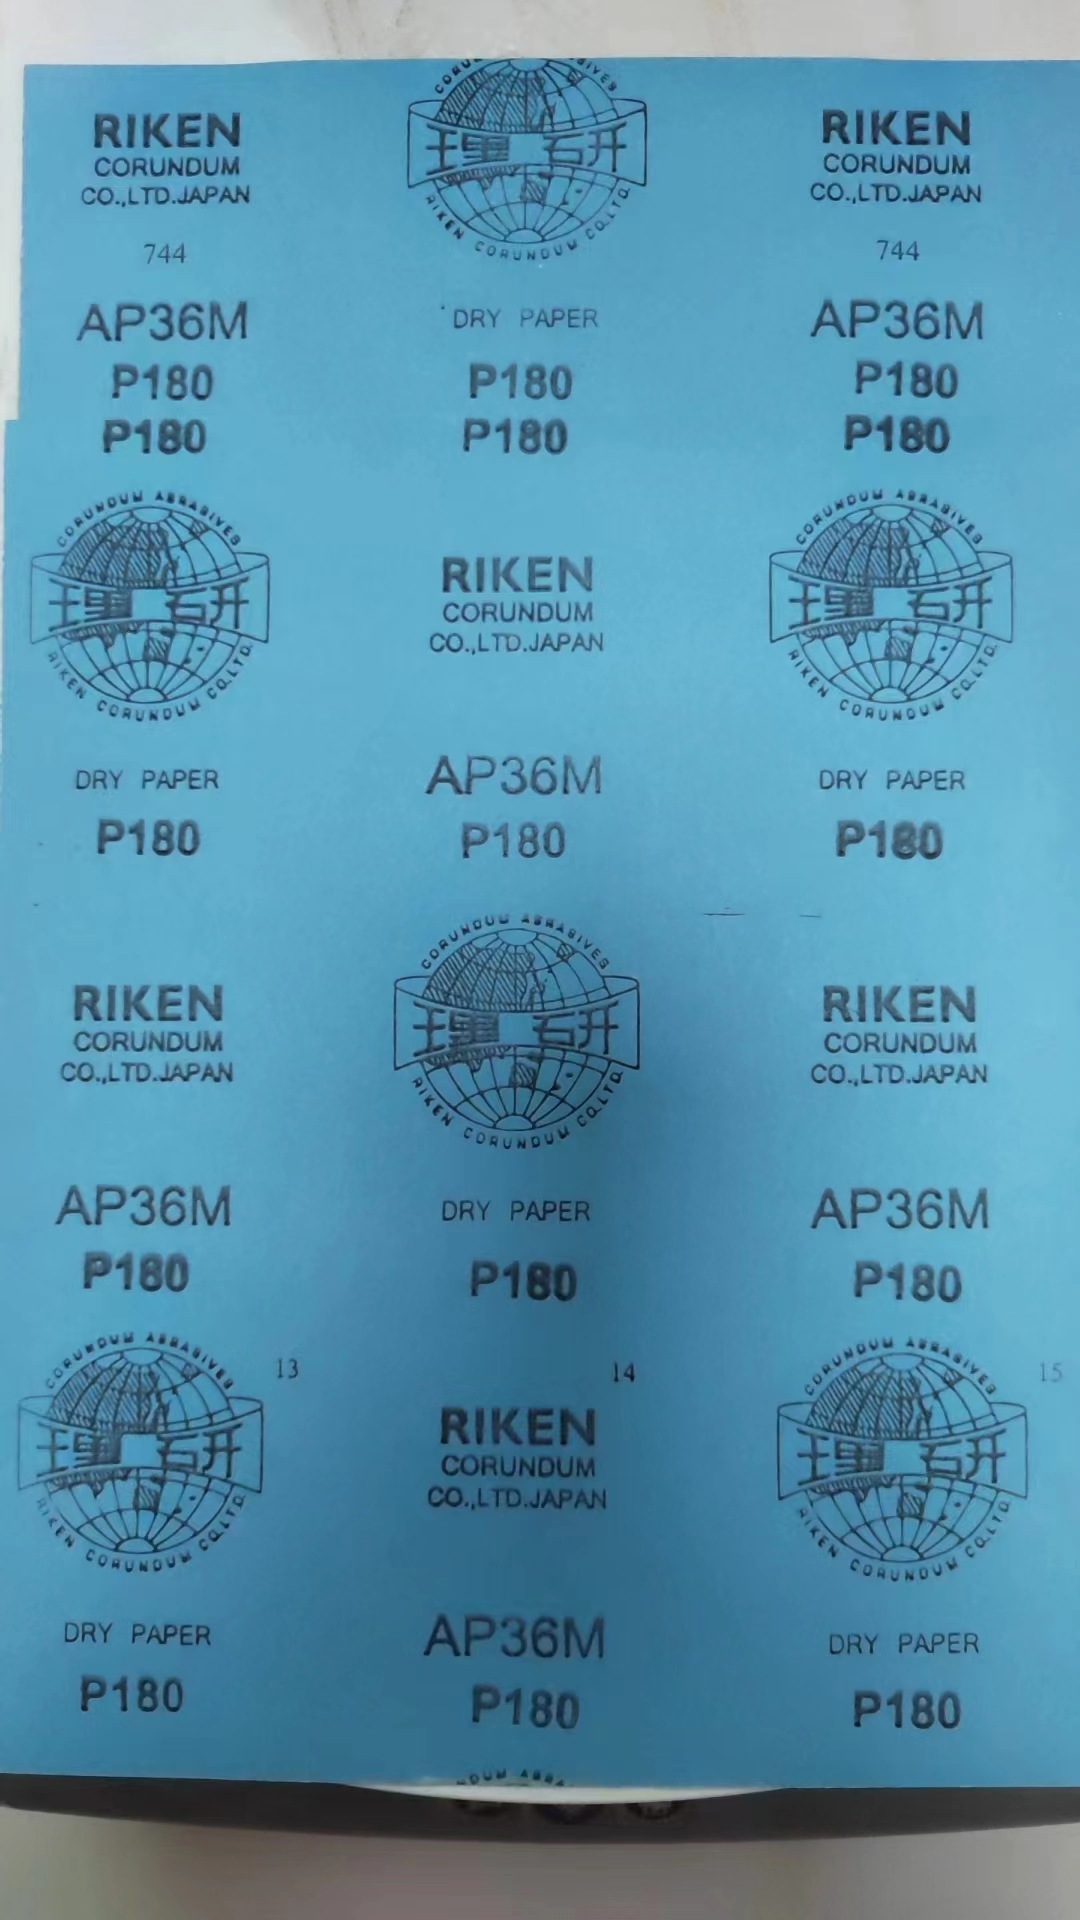 CORUNDUM ABRASIVES
RIKEN
CORUNDUM
CO.,LTD.JAPAN
744
理研
RIKEN CORUNDUM CO.LTD.
RIKEN
CORUNDUM
CO.,LTD.JAPAN
744
AP36M
DRY PAPER
AP36M
P180
P180
P180
P180
P180
P180
CORUNDUM ABRASIVES
理研
RIKEN CORUNDUM CO.LTD.
RIKEN
CORUNDUM
CO.,LTD.JAPAN
CORUNDUM ABRASIVES
理研
RIKEN CORUNDUM CO.LTD.
DRY PAPER
AP36M
DRY PAPER
P180
P180
P180
RIKEN
CORUNDUM
CO.,LTD.JAPAN
CORUNDUM ABRASIVES
理研
RIKEN CORUNDUM CO.LTD.
RIKEN
CORUNDUM
CO.,LTD.JAPAN
AP36M
DRY PAPER
AP36M
P180
P180
P180
CORUNDUM ABRASIVES
理研
RIKEN CORUNDUM CO.LTD.
13
14
RIKEN
CORUNDUM
CO.,LTD.JAPAN
CORUNDUM ABRASIVES
理研
RIKEN CORUNDUM CO.LTD.
15
DRY PAPER
AP36M
DRY PAPER
P180
P180
P180